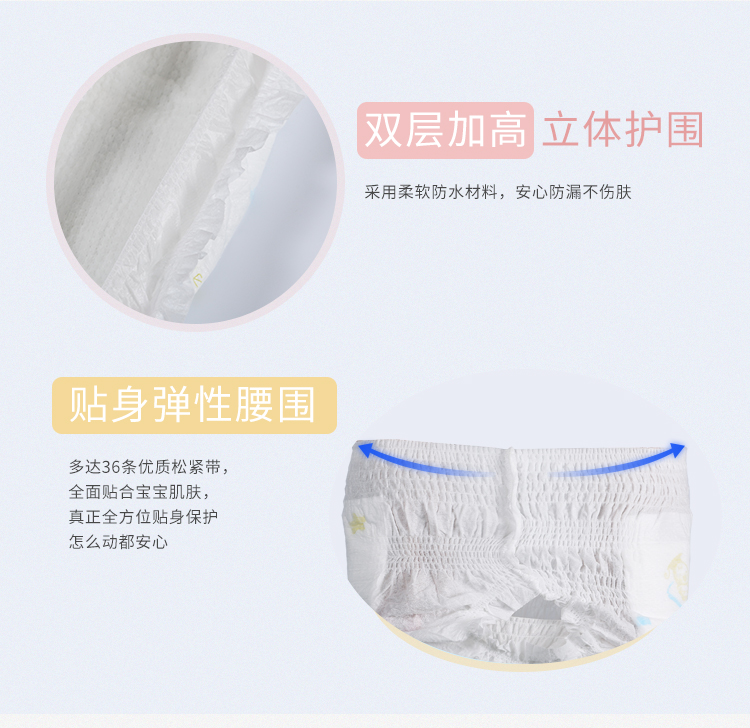 双层加高 立体护围
采用柔软防水材料，安心防漏不伤肤
贴身弹性腰围
多达36条优质松紧带，
全面贴合宝宝肌肤，
真正全方位贴身保护
怎么动都安心